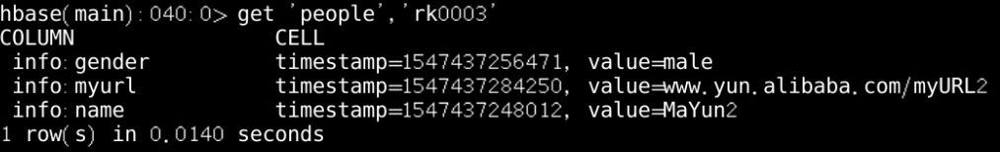 hbase(main):040:0> get 'people','rk0003'
COLUMN CELL
info:gender timestamp=1547437256471, value=male
info:myurl timestamp=1547437284250, value=www.yun.alibaba.com/myURL2
info:name timestamp=1547437248012, value=MaYun2
1 row(s) in 0.0140 seconds